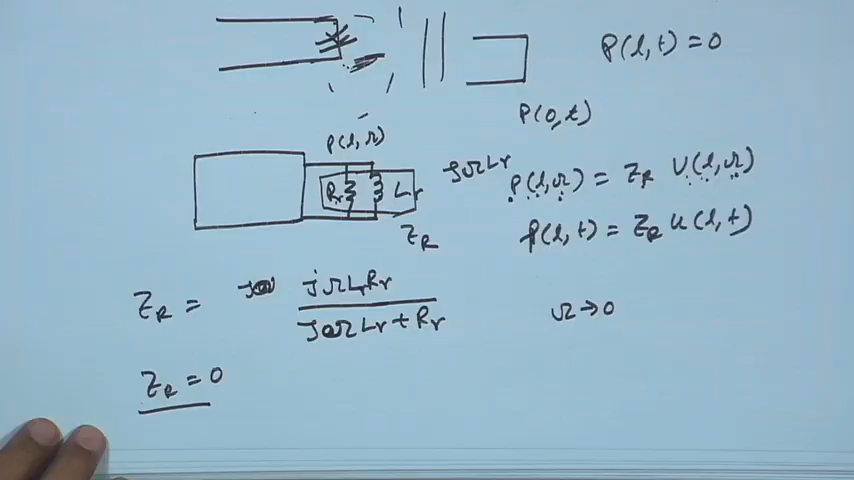 P(l,t) = 0
P(0,t)
P(l,Ω)
jΩLr
Rr
Lr
P(l,Ω) = ZR U(l,Ω)
ZR
p(l,t) = ZR u(l,t)
ZR = jΩLrRr / jΩLr + Rr
Ω→0
ZR = 0